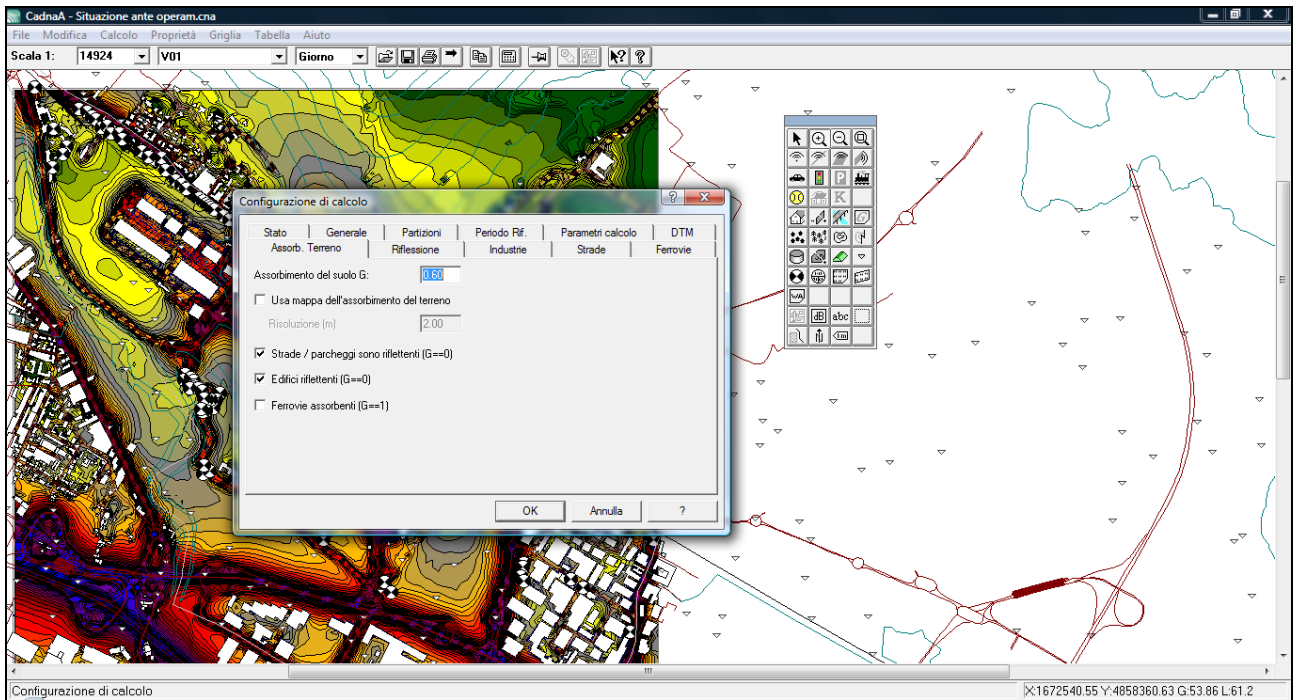 CadnaA - Situazione ante operam.cna
File Modifica Calcolo Proprietà Griglia Tabella Aiuto
Scala 1: 14924 V01 Giorno
Configurazione di calcolo
Stato Generale Partizioni Periodo Rif. Parametri calcolo DTM
Assorb. Terreno Riflessione Industrie Strade Ferrovie
Assorbimento del suolo G: 0.60
Usa mappa dell'assorbimento del terreno
Risoluzione (m) 2.00
Strade / parcheggi sono riflettenti (G==0)
Edifici riflettenti (G==0)
Ferrovie assorbenti (G==1)
OK Annulla ?
P
K
dB abc
Configurazione di calcolo
X:1672540.55 Y:4858360.63 G:53.86 L:61.2